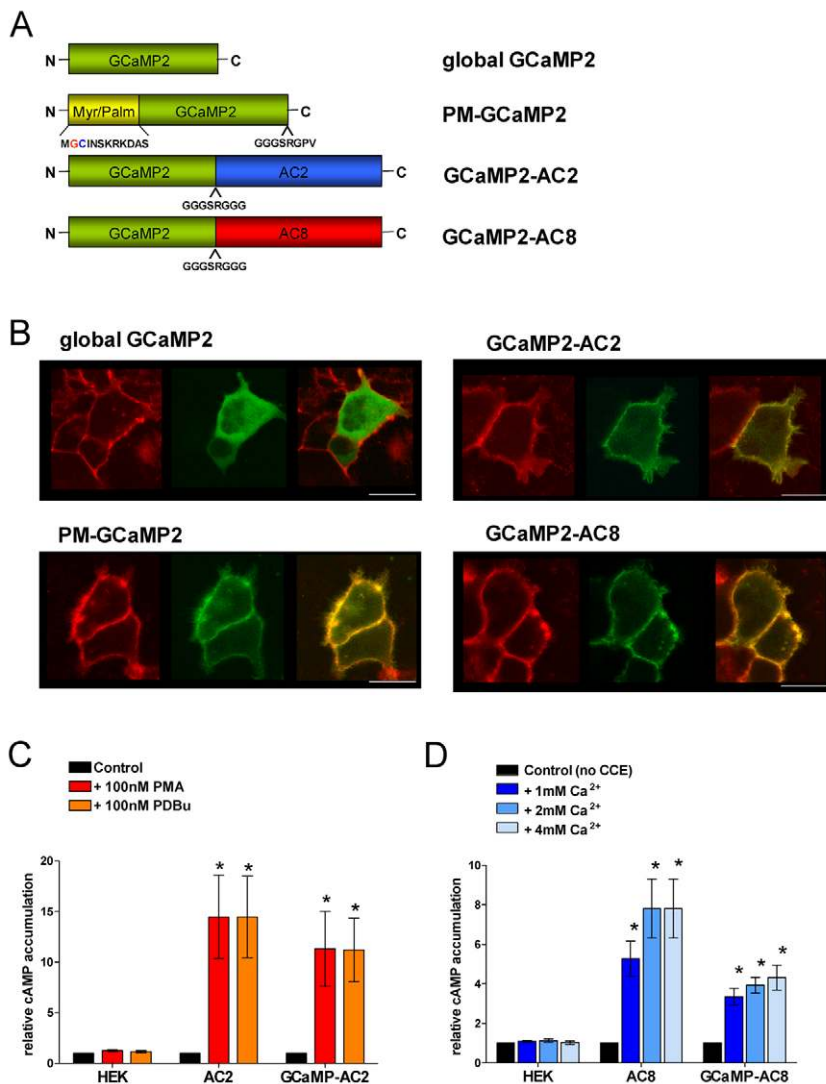 A
N GCaMP2 C global GCaMP2
N Myr/Palm GCaMP2 C PM-GCaMP2
MGCINSKRKDAS GGGSRGPV
N GCaMP2 AC2 C GCaMP2-AC2
GGGSRGGG
N GCaMP2 AC8 C GCaMP2-AC8
GGGSRGGG
B
global GCaMP2
GCaMP2-AC2
PM-GCaMP2
GCaMP2-AC8
C
Control
+ 100nM PMA
+ 100nM PDBu
relative cAMP accumulation
20
15
10
5
0
* * * *
HEK AC2 GCaMP-AC2
D
Control (no CCE)
+ 1mM Ca²⁺
+ 2mM Ca²⁺
+ 4mM Ca²⁺
relative cAMP accumulation
10
8
6
4
2
0
* * * * * *
HEK AC8 GCaMP-AC8